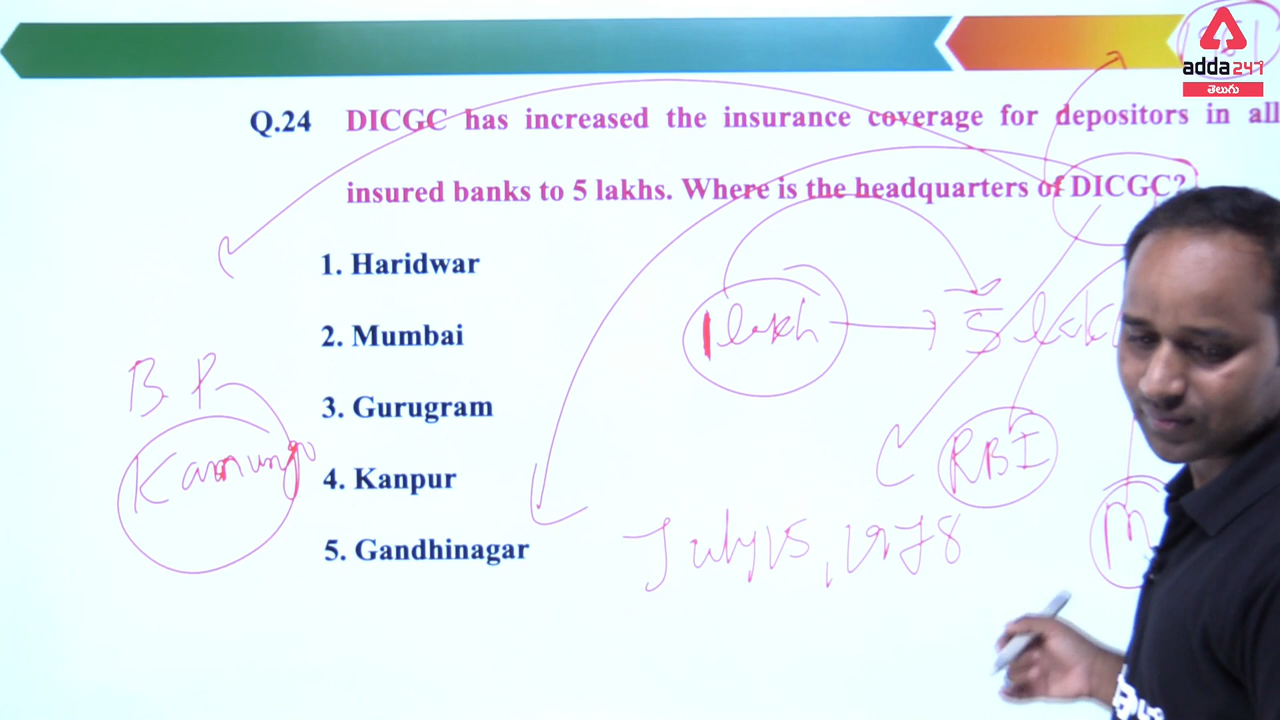 adda247
తెలుగు
Q.24 DICGC has increased the insurance coverage for depositors in all
insured banks to 5 lakhs. Where is the headquarters of DICGC?
1. Haridwar
2. Mumbai
3. Gurugram
4. Kanpur
5. Gandhinagar
1 lakh → 5 lakh
B.P
Kanungo
RBI
M
July 15, 1978